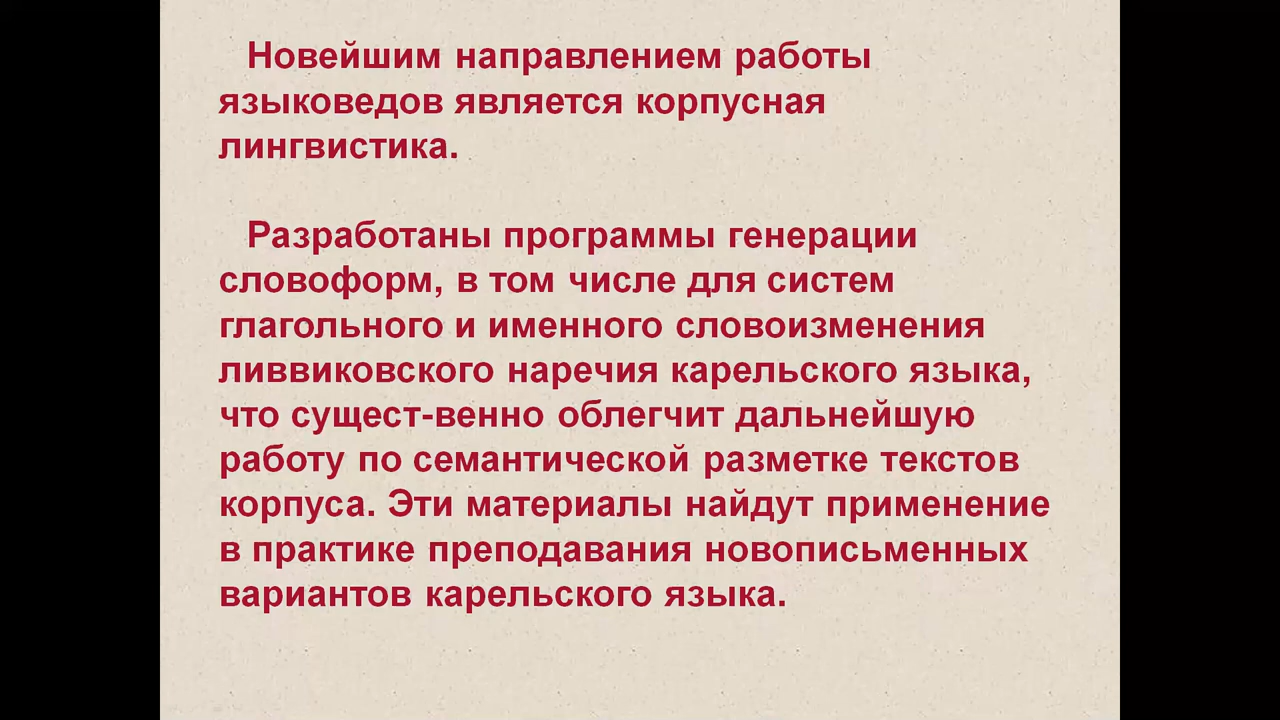 Новейшим направлением работы
языковедов является корпусная
лингвистика.
Разработаны программы генерации
словоформ, в том числе для систем
глагольного и именного словоизменения
ливвиковского наречия карельского языка,
что сущест-венно облегчит дальнейшую
работу по семантической разметке текстов
корпуса. Эти материалы найдут применение
в практике преподавания новописьменных
вариантов карельского языка.